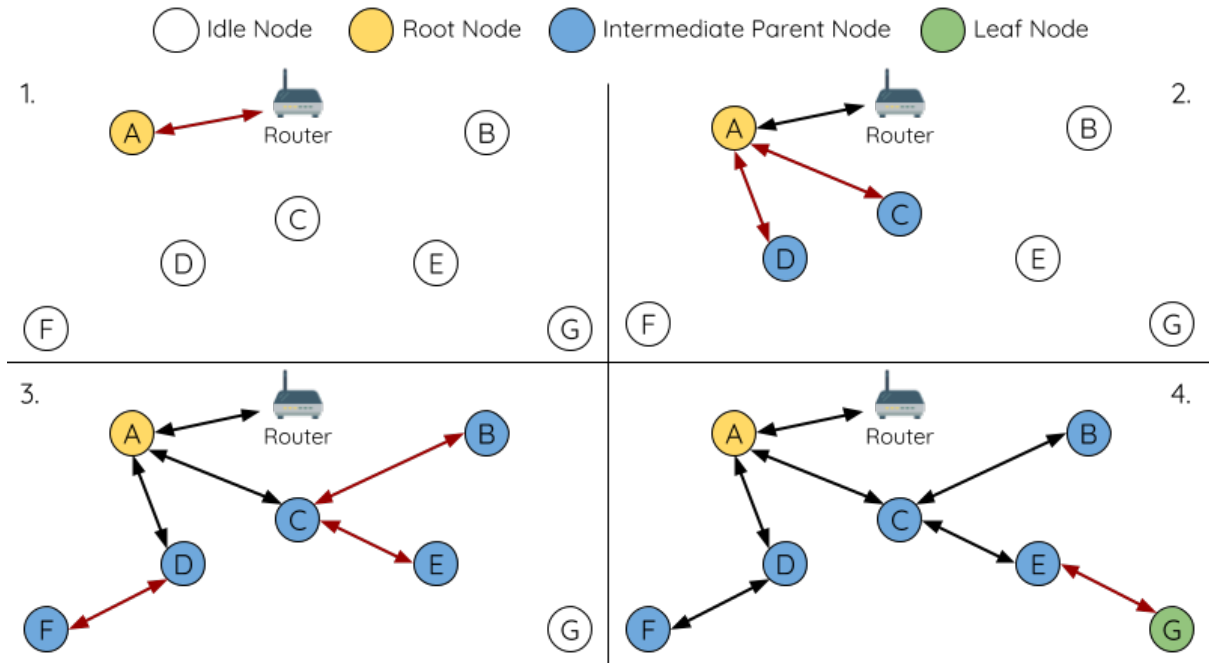 Idle Node Root Node Intermediate Parent Node Leaf Node
1.
A
Router
B
C
D
E
F
G
2.
A
Router
B
C
D
E
F
G
3.
A
Router
B
C
D
E
F
G
4.
A
Router
B
C
D
E
F
G